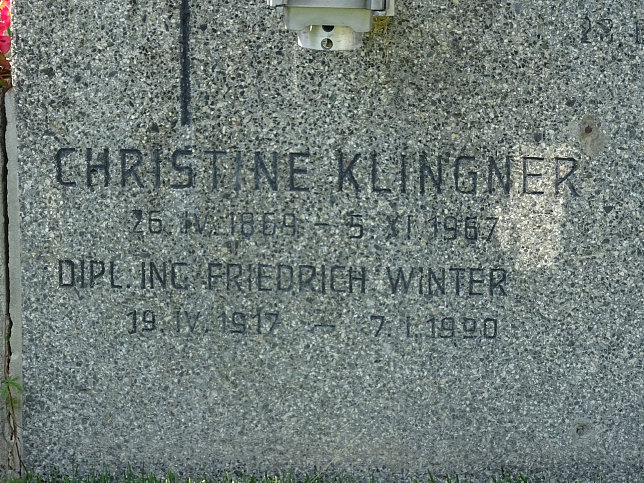 CHRISTINE KLINGNER
26. IV. 1869 – 5. XI. 1967
DIPL. ING. FRIEDRICH WINTER
19. IV. 1917 – 7. I. 1990